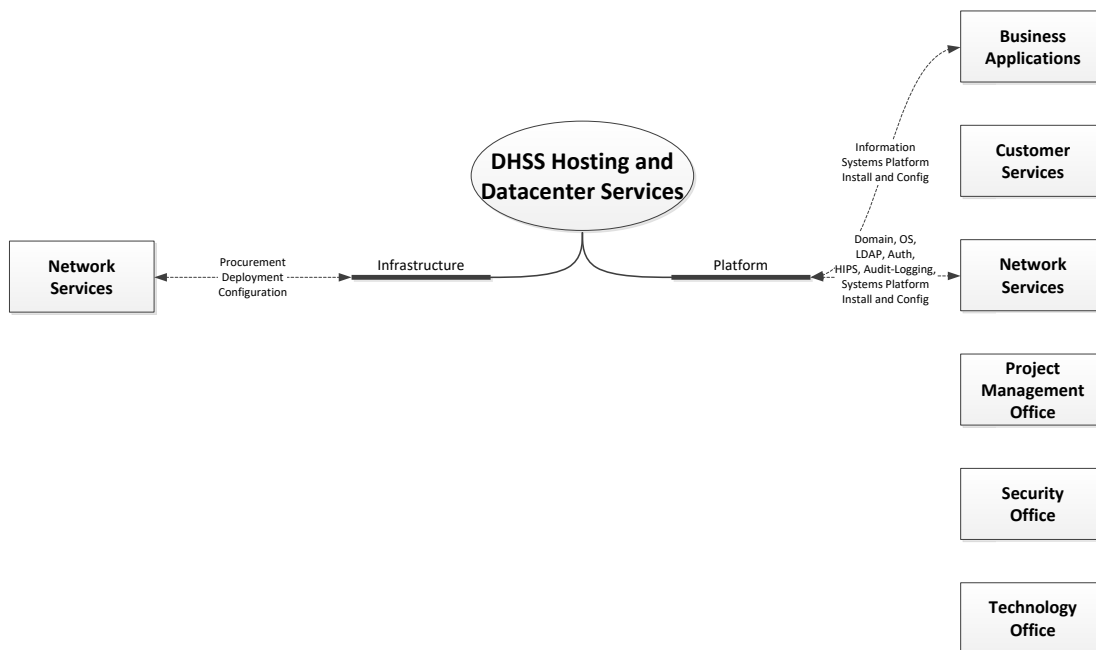 Business
Applications
DHSS Hosting and
Datacenter Services
Information
Systems Platform
Install and Config
Customer
Services
Network
Services
Procurement
Deployment
Configuration
Infrastructure
Platform
Domain, OS,
LDAP, Auth,
HIPS, Audit-Logging,
Systems Platform
Install and Config
Network
Services
Project
Management
Office
Security
Office
Technology
Office